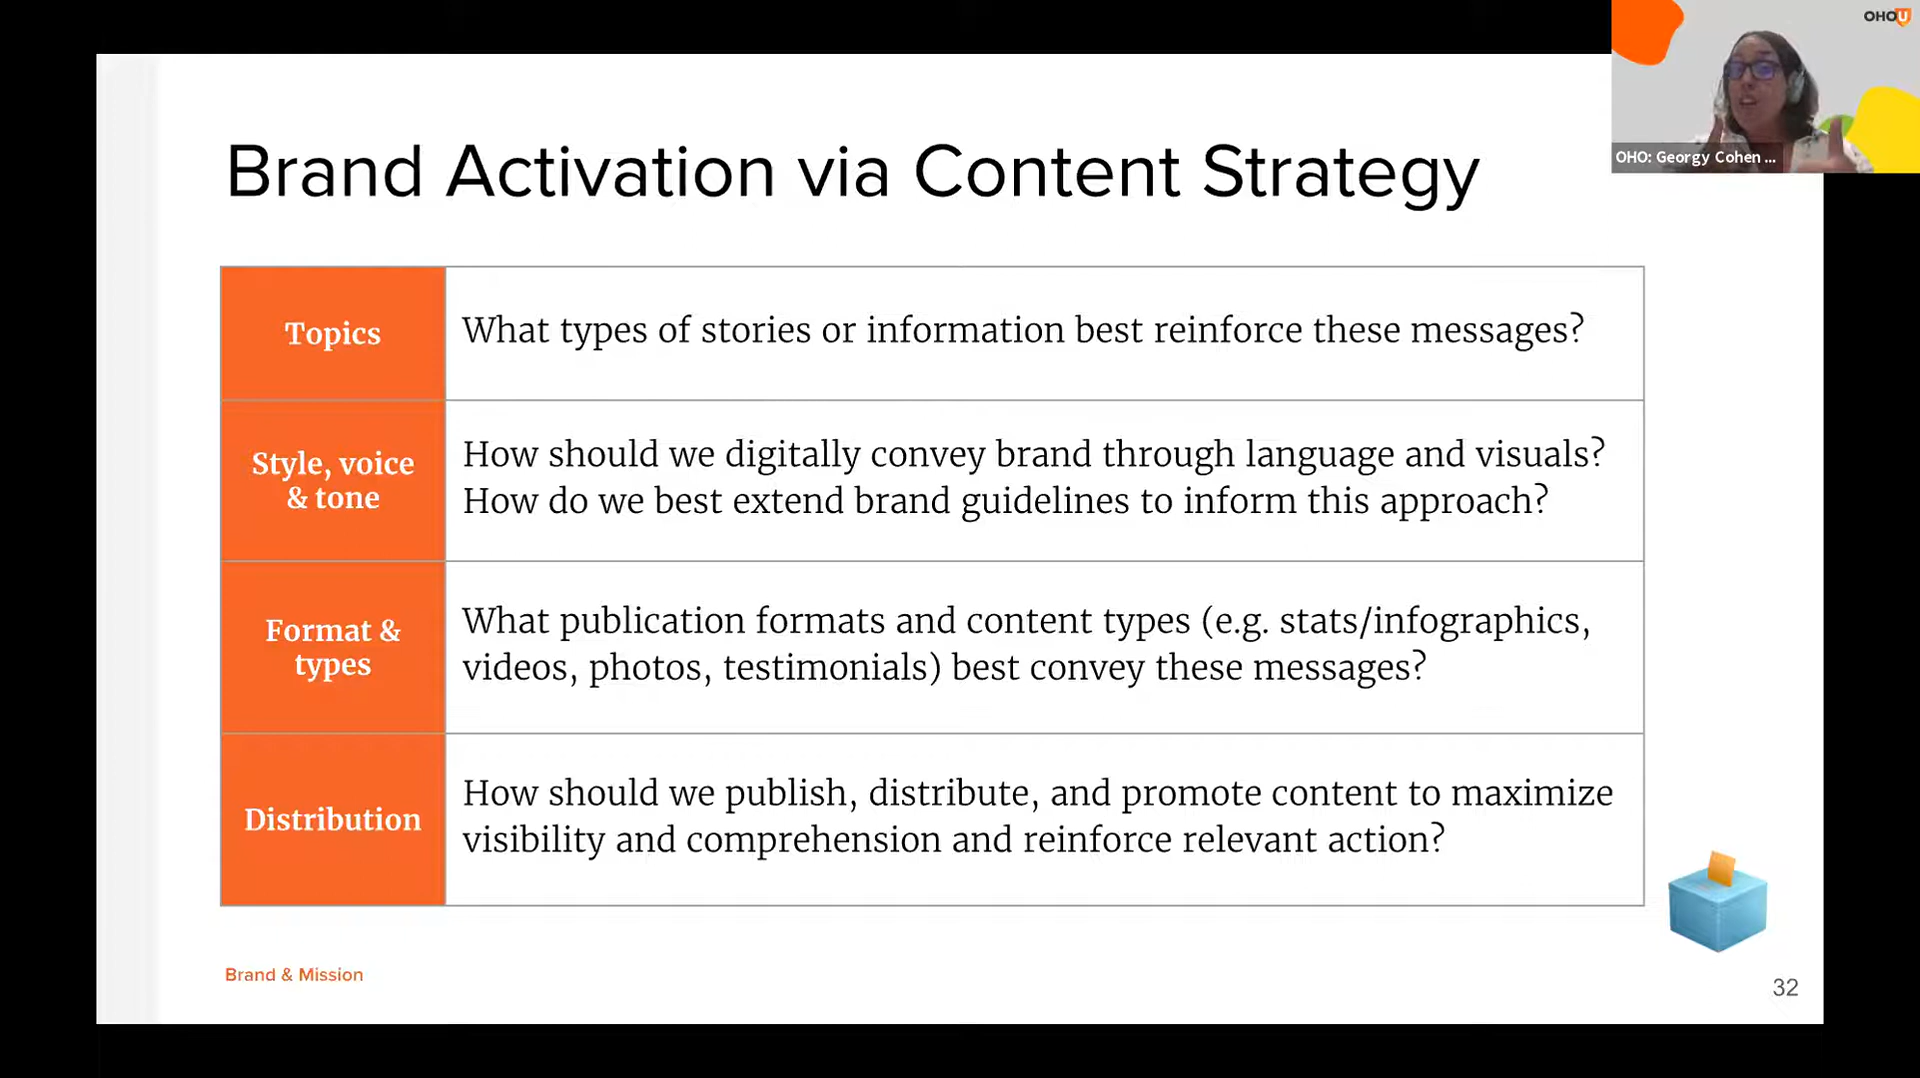 OHO U
OHO: Georgy Cohen ...
Brand Activation via Content Strategy
Topics
What types of stories or information best reinforce these messages?
Style, voice
& tone
How should we digitally convey brand through language and visuals?
How do we best extend brand guidelines to inform this approach?
Format &
types
What publication formats and content types (e.g. stats/infographics,
videos, photos, testimonials) best convey these messages?
Distribution
How should we publish, distribute, and promote content to maximize
visibility and comprehension and reinforce relevant action?
Brand & Mission
32